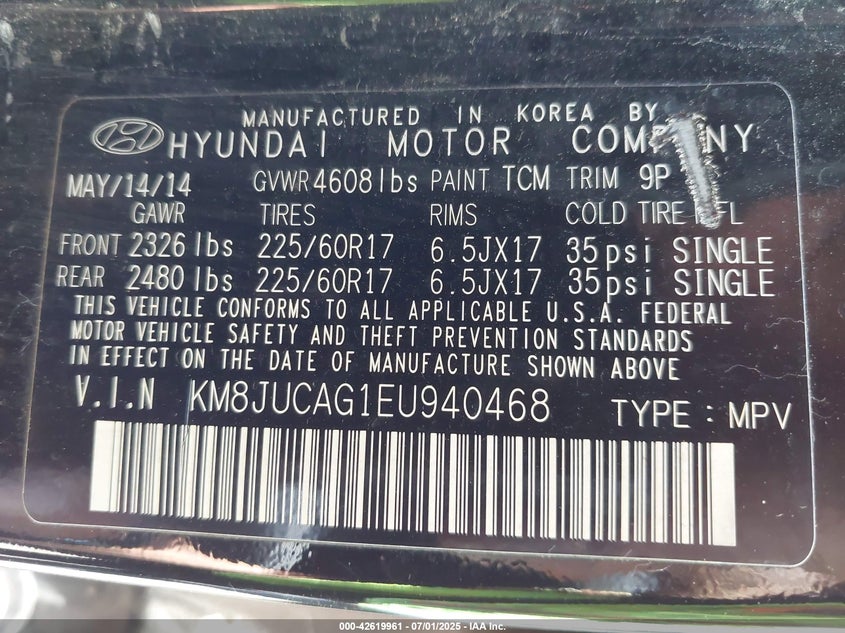 MANUFACTURED IN KOREA BY
HYUNDAI MOTOR COMPANY
MAY/14/14 GVWR 4608lbs PAINT TCM TRIM 9P
GAWR TIRES RIMS COLD TIRE INFL
FRONT 2326 lbs 225/60R17 6.5JX17 35psi SINGLE
REAR 2480 lbs 225/60R17 6.5JX17 35psi SINGLE
THIS VEHICLE CONFORMS TO ALL APPLICABLE U.S.A. FEDERAL
MOTOR VEHICLE SAFETY AND THEFT PREVENTION STANDARDS
IN EFFECT ON THE DATE OF MANUFACTURE SHOWN ABOVE
V.I.N KM8JUCAG1EU940468 TYPE : MPV
000-42619961 - 07/01/2025 - IAA Inc.